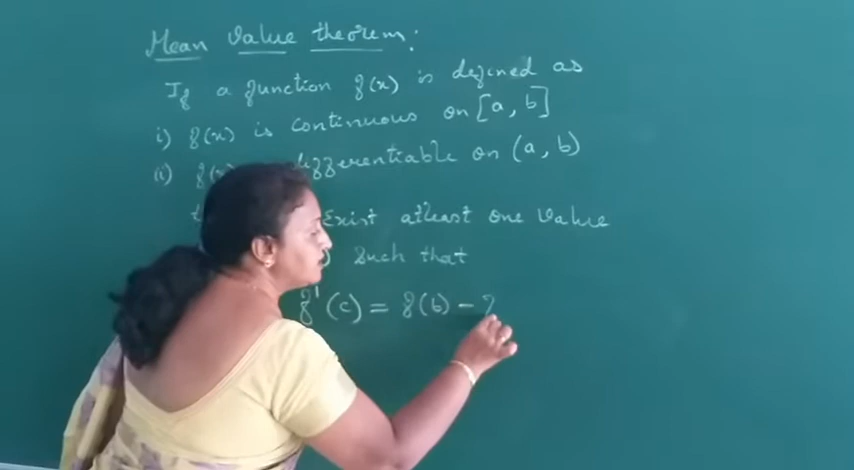 Mean Value theorem:
If a function f(x) is defined as
i) f(x) is continuous on [a, b]
ii) differentiable on (a, b)
Exist atleast one value
such that
f'(c) = f(b) -